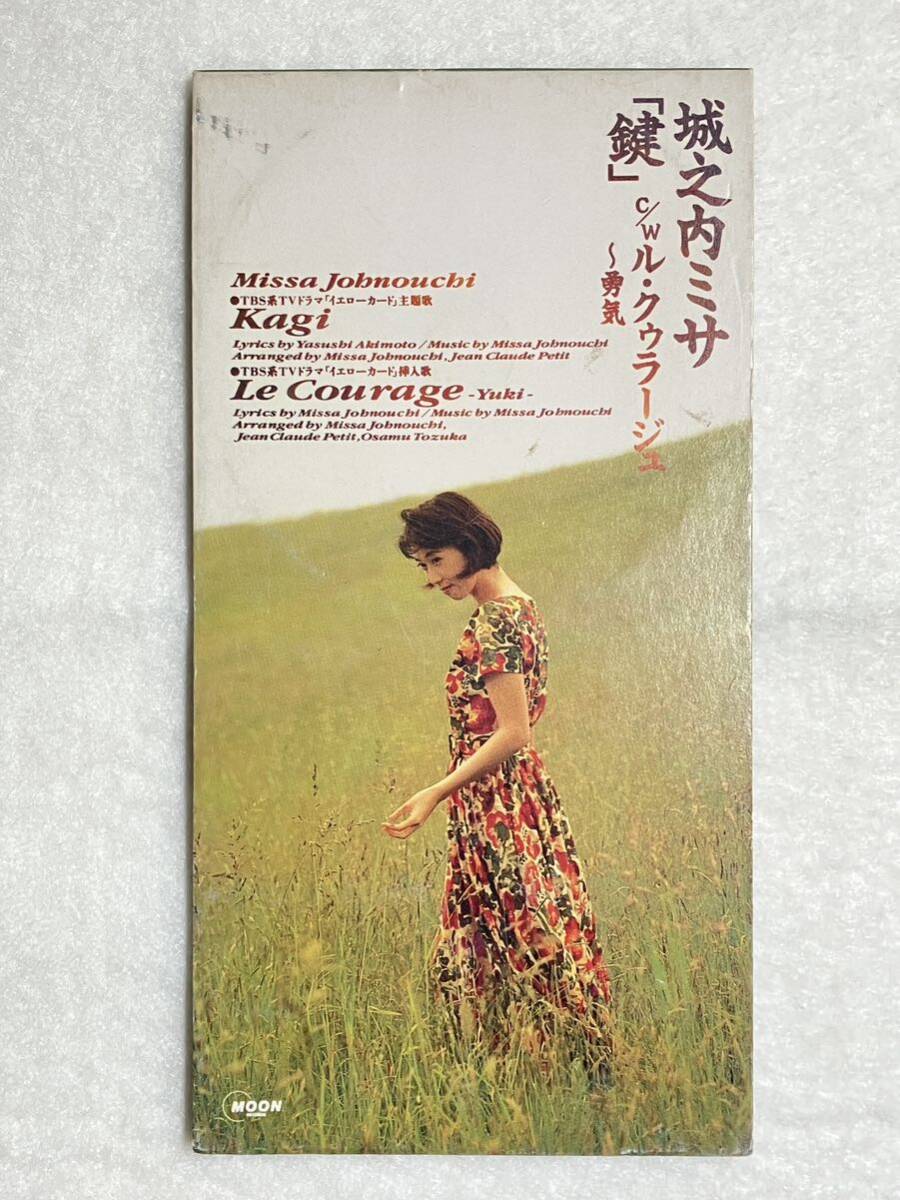 城之内ミサ
「鍵」
c/wル・クゥラージュ
〜勇気
Missa Johnouchi
●TBS系TVドラマ「イエローカード」主題歌
Kagi
Lyrics by Yasushi Akimoto / Music by Missa Johnouchi
Arranged by Missa Johnouchi, Jean Claude Petit
●TBS系TVドラマ「イエローカード」挿入歌
Le Courage -Yuki-
Lyrics by Missa Johnouchi / Music by Missa Johnouchi
Arranged by Missa Johnouchi,
Jean Claude Petit, Osamu Tozuka
MOON
RECORDS